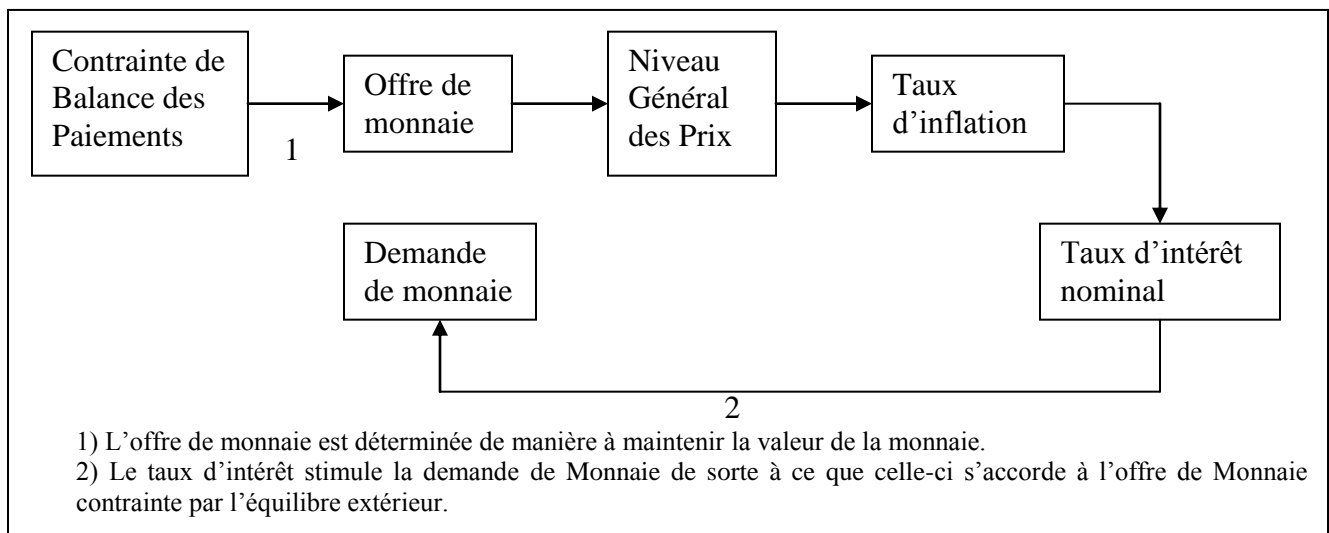 Contrainte de
Balance des
Paiements
1
Offre de
monnaie
Niveau
Général
des Prix
Taux
d’inflation
Demande
de monnaie
Taux d’intérêt
nominal
2
1) L’offre de monnaie est déterminée de manière à maintenir la valeur de la monnaie.
2) Le taux d’intérêt stimule la demande de Monnaie de sorte à ce que celle-ci s’accorde à l’offre de Monnaie
contrainte par l’équilibre extérieur.